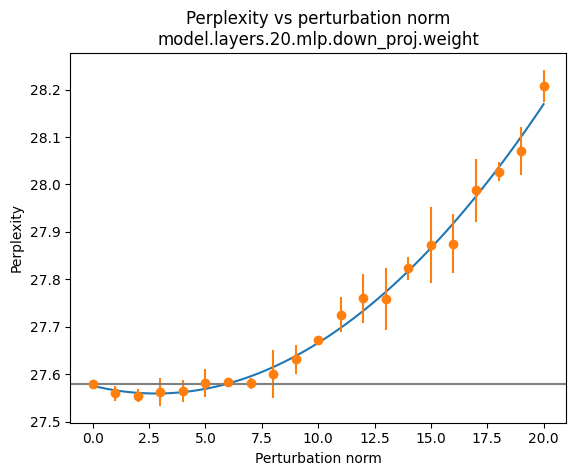 Perplexity vs perturbation norm
model.layers.20.mlp.down_proj.weight
28.2
28.1
28.0
27.9
27.8
27.7
27.6
27.5
Perplexity
0.0 2.5 5.0 7.5 10.0 12.5 15.0 17.5 20.0
Perturbation norm